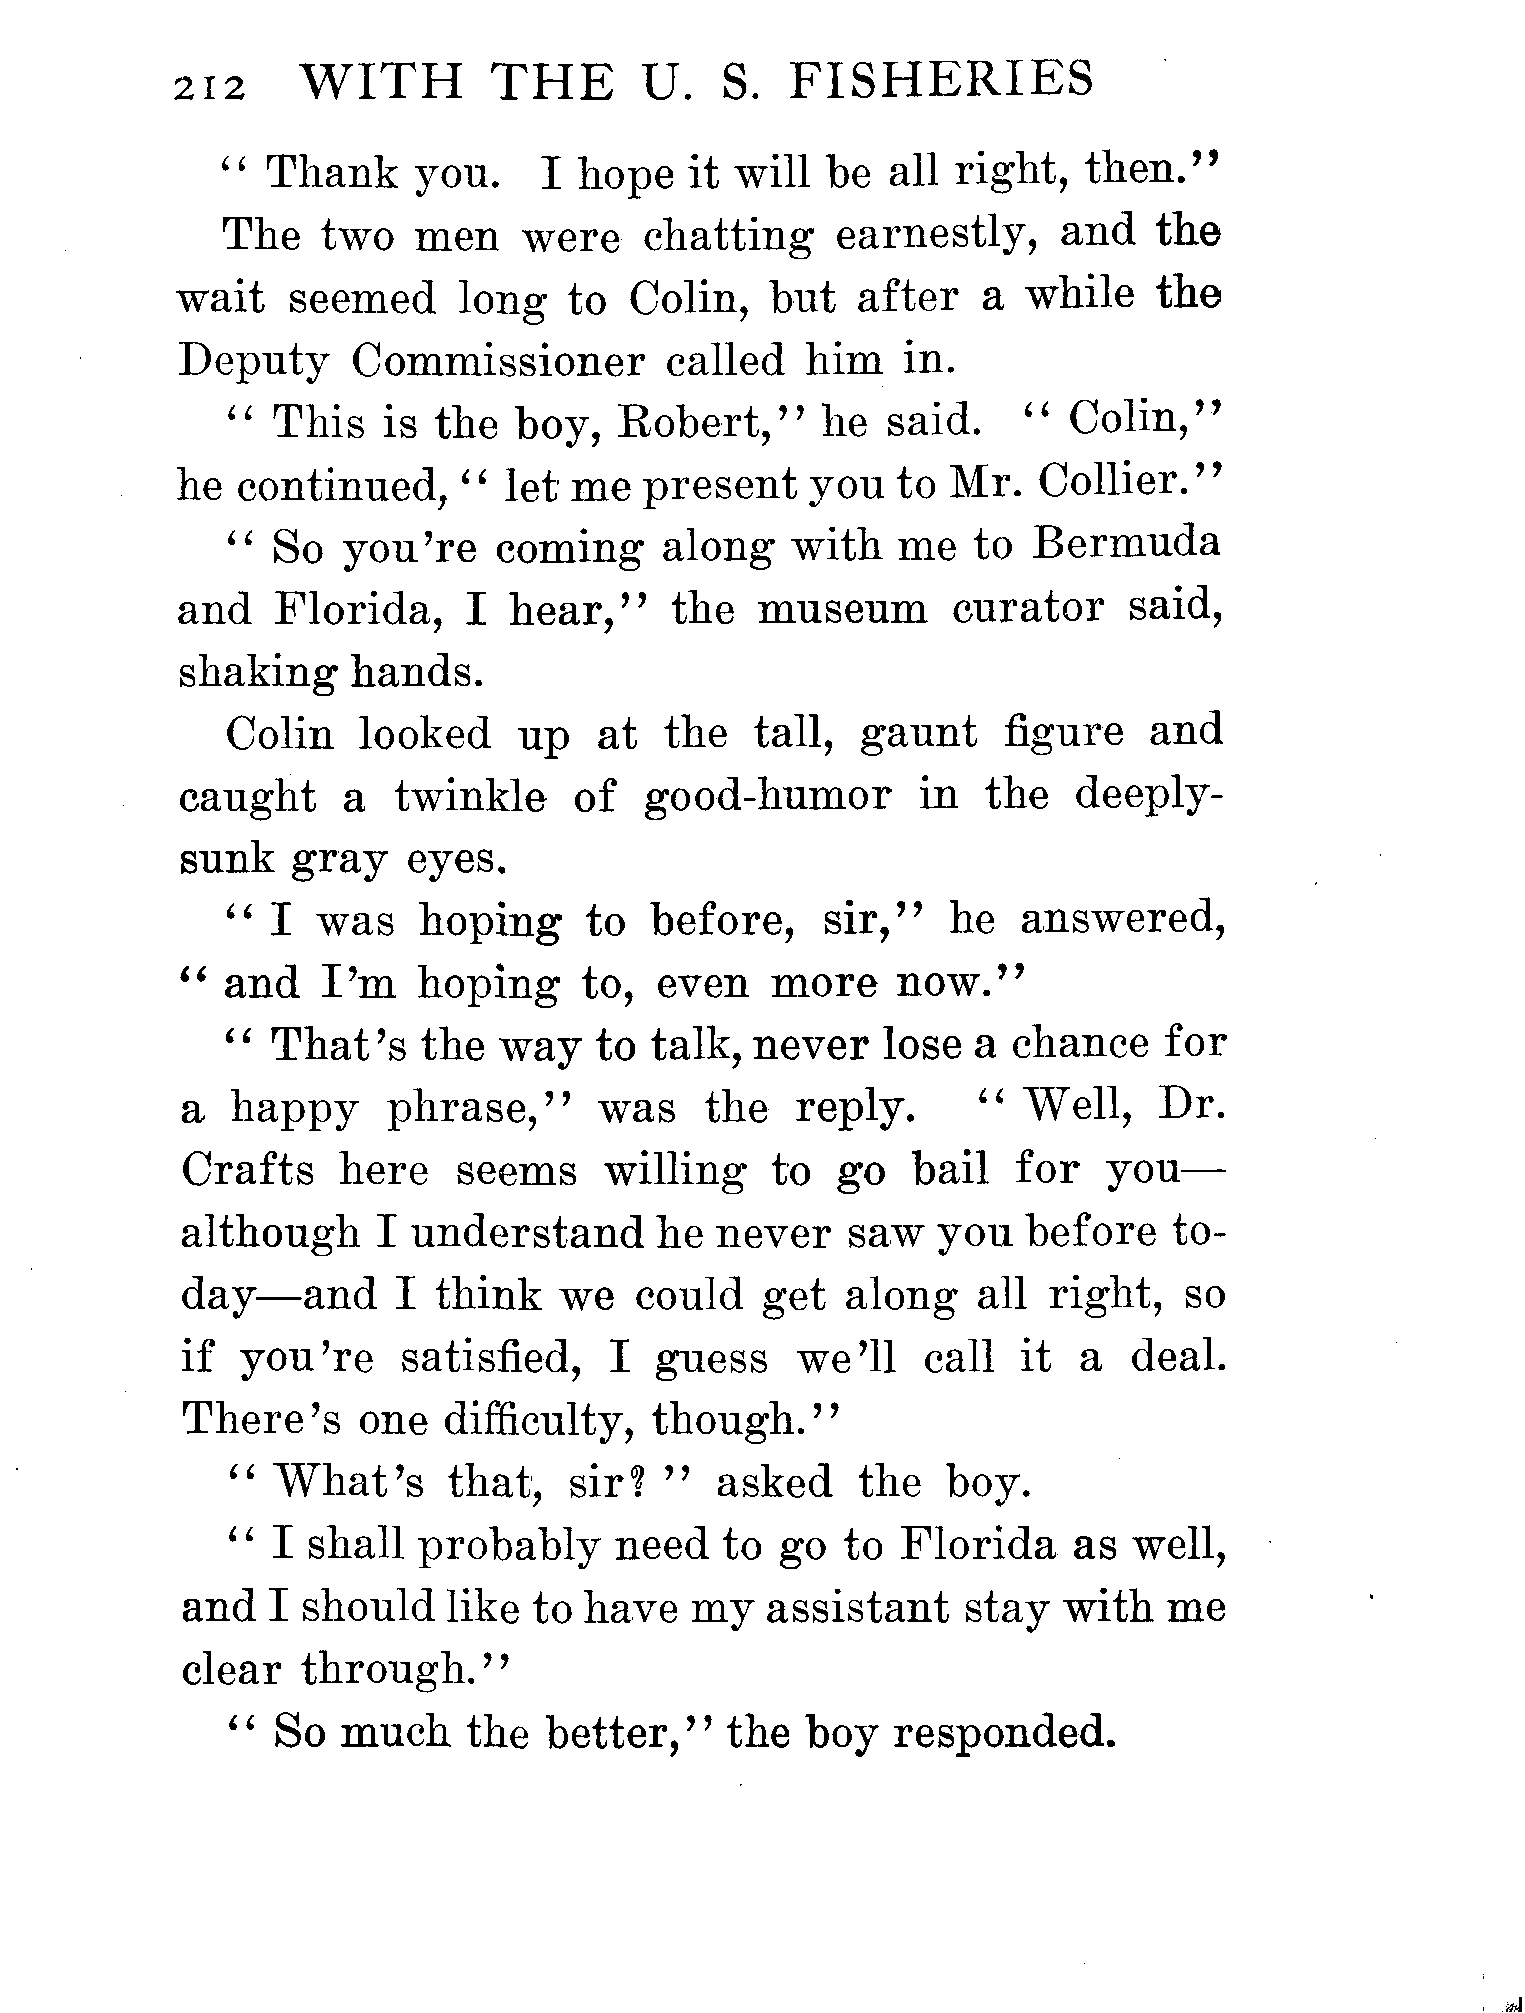 212 WITH THE U. S. FISHERIES
“ Thank you. I hope it will be all right, then.”
The two men were chatting earnestly, and the
wait seemed long to Colin, but after a while the
Deputy Commissioner called him in.
“ This is the boy, Robert,” he said. “ Colin,”
he continued, “ let me present you to Mr. Collier.”
“ So you’re coming along with me to Bermuda
and Florida, I hear,” the museum curator said,
shaking hands.
Colin looked up at the tall, gaunt figure and
caught a twinkle of good-humor in the deeply-
sunk gray eyes.
“ I was hoping to before, sir,” he answered,
“ and I’m hoping to, even more now.”
“ That’s the way to talk, never lose a chance for
a happy phrase,” was the reply. “ Well, Dr.
Crafts here seems willing to go bail for you—
although I understand he never saw you before to-
day—and I think we could get along all right, so
if you’re satisfied, I guess we’ll call it a deal.
There’s one difficulty, though.”
“ What’s that, sir? ” asked the boy.
“ I shall probably need to go to Florida as well,
and I should like to have my assistant stay with me
clear through.”
“ So much the better,” the boy responded.